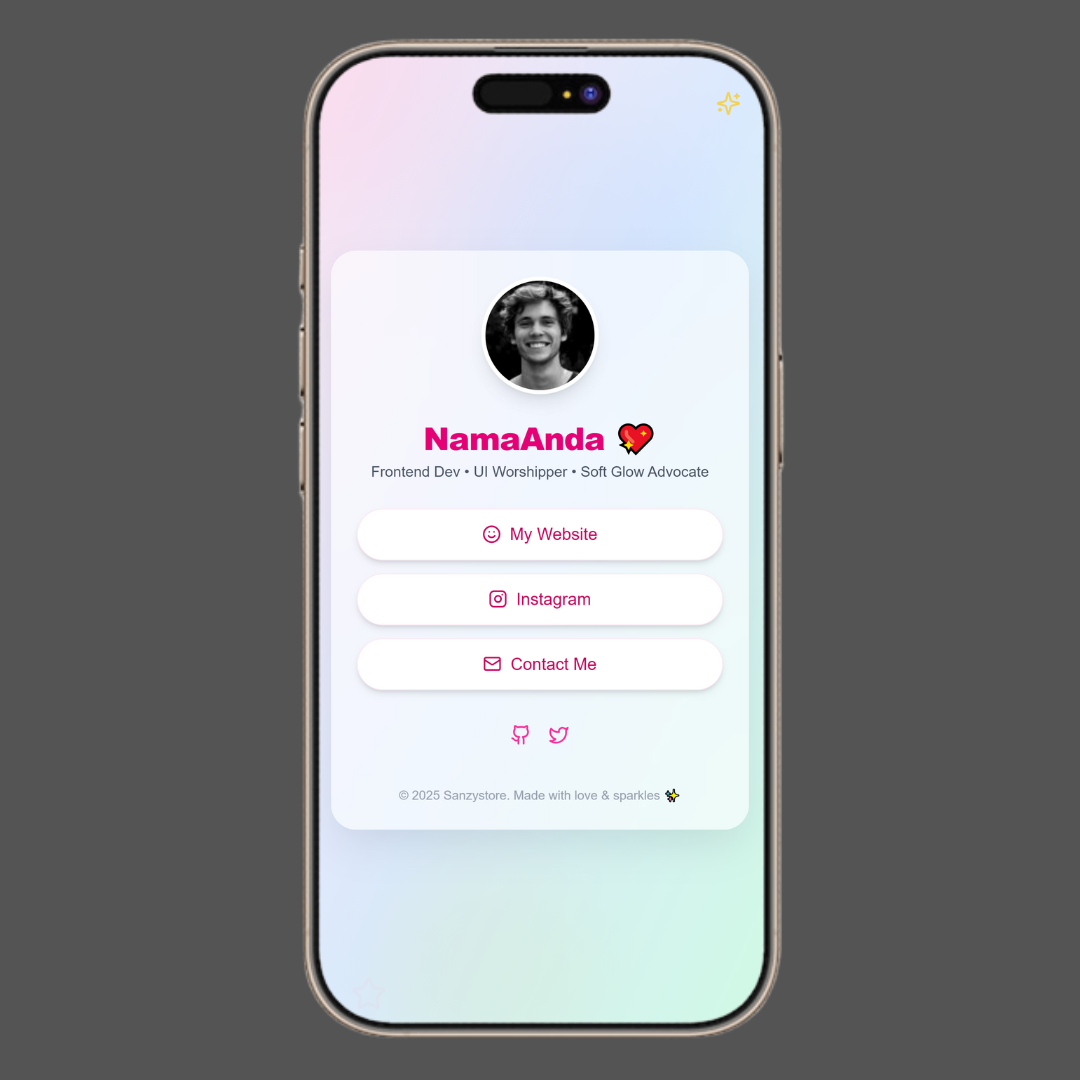 NamaAnda 💖
Frontend Dev • UI Worshipper • Soft Glow Advocate
My Website
Instagram
Contact Me
© 2025 Sanzystore. Made with love & sparkles ✨